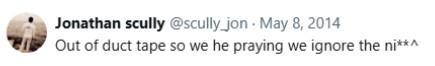 Jonathan scully @scully_jon · May 8, 2014
Out of duct tape so we he praying we ignore the ni**^